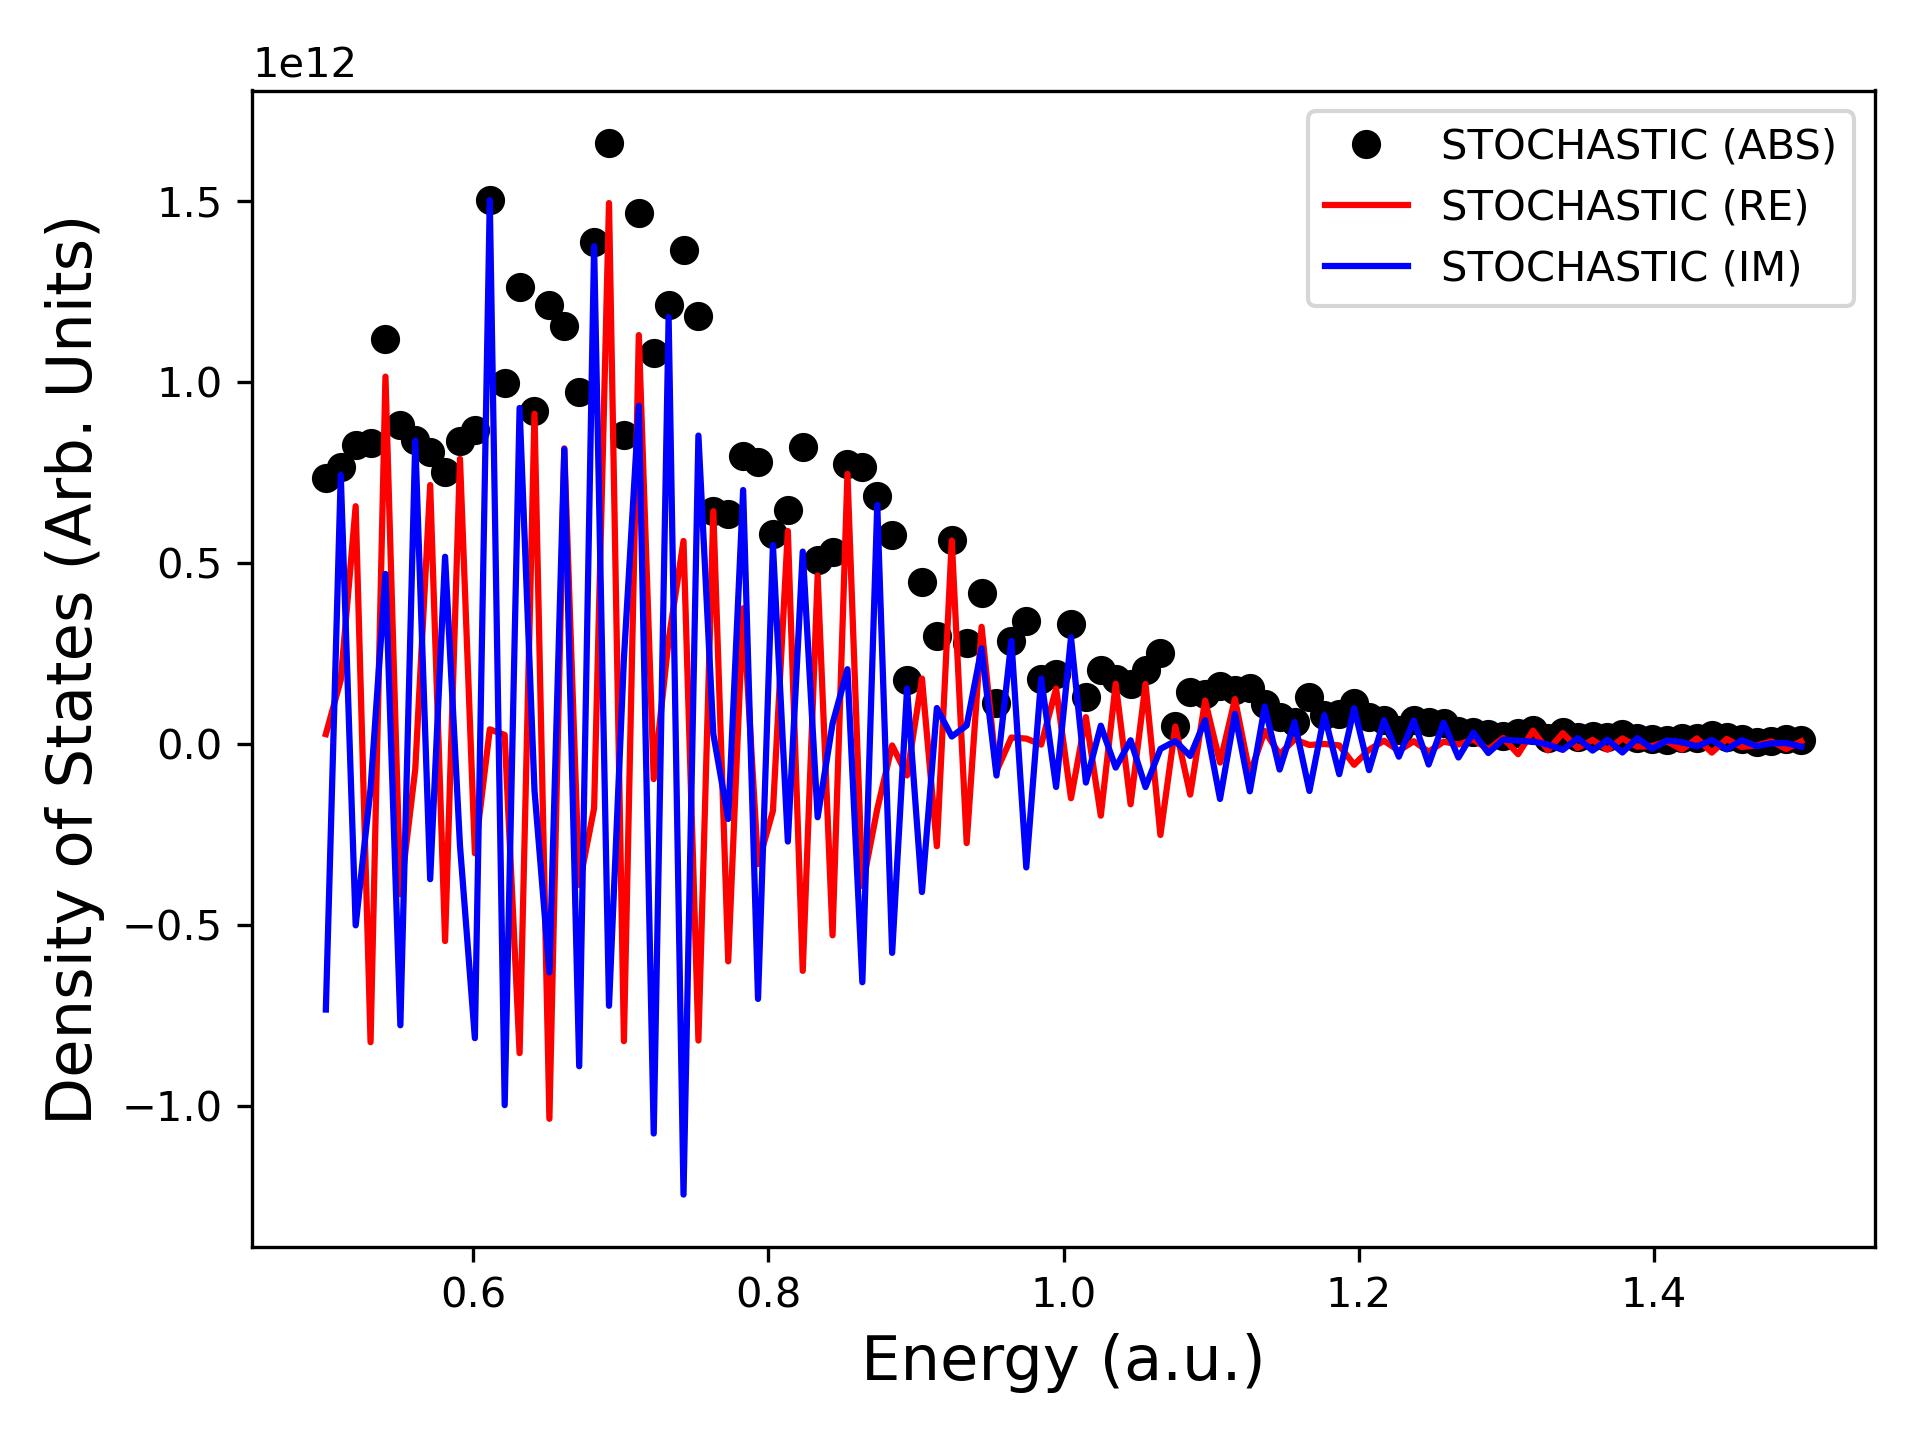 1e12
STOCHASTIC (ABS)
STOCHASTIC (RE)
STOCHASTIC (IM)
Density of States (Arb. Units)
1.5
1.0
0.5
0.0
−0.5
−1.0
0.6 0.8 1.0 1.2 1.4
Energy (a.u.)